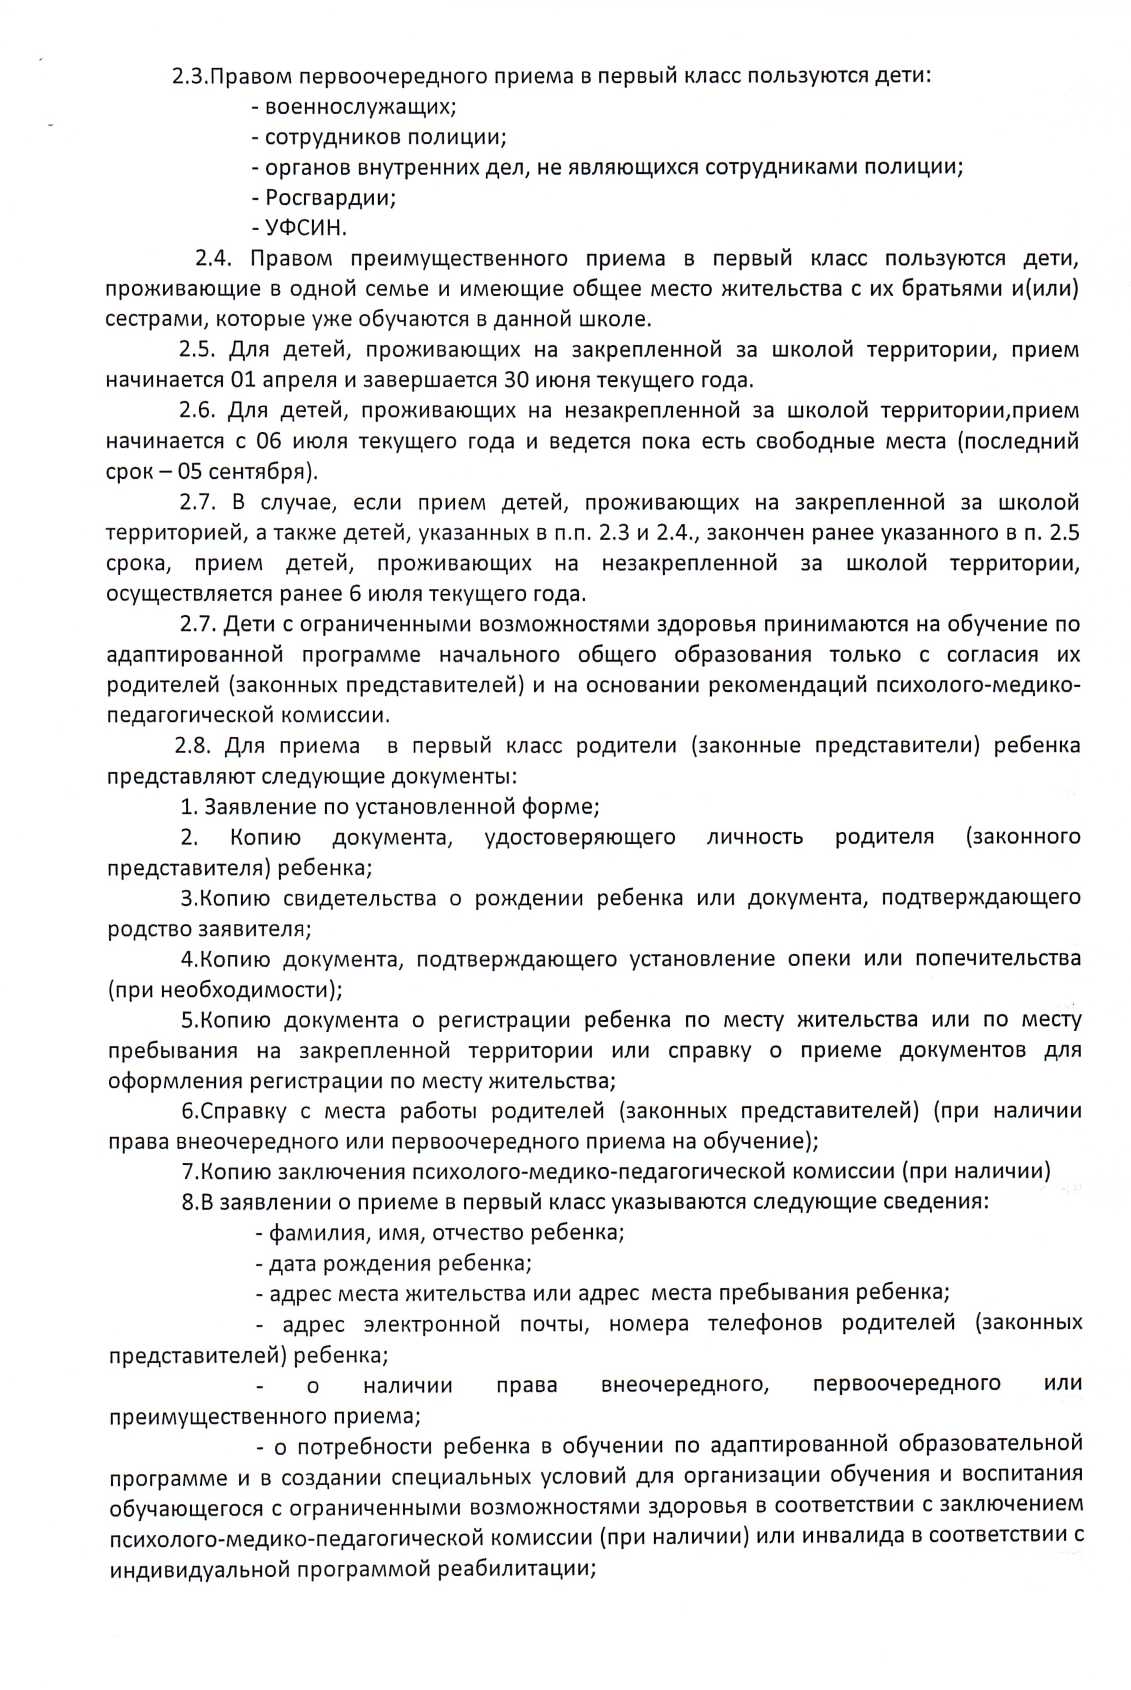 2.3.Правом первоочередного приема в первый класс пользуются дети:
- военнослужащих;
- сотрудников полиции;
- органов внутренних дел, не являющихся сотрудниками полиции;
- Росгвардии;
- УФСИН.
2.4. Правом преимущественного приема в первый класс пользуются дети,
проживающие в одной семье и имеющие общее место жительства с их братьями и(или)
сестрами, которые уже обучаются в данной школе.
2.5. Для детей, проживающих на закрепленной за школой территории, прием
начинается 01 апреля и завершается 30 июня текущего года.
2.6. Для детей, проживающих на незакрепленной за школой территории,прием
начинается с 06 июля текущего года и ведется пока есть свободные места (последний
срок – 05 сентября).
2.7. В случае, если прием детей, проживающих на закрепленной за школой
территорией, а также детей, указанных в п.п. 2.3 и 2.4., закончен ранее указанного в п. 2.5
срока, прием детей, проживающих на незакрепленной за школой территории,
осуществляется ранее 6 июля текущего года.
2.7. Дети с ограниченными возможностями здоровья принимаются на обучение по
адаптированной программе начального общего образования только с согласия их
родителей (законных представителей) и на основании рекомендаций психолого-медико-
педагогической комиссии.
2.8. Для приема в первый класс родители (законные представители) ребенка
представляют следующие документы:
1. Заявление по установленной форме;
2. Копию документа, удостоверяющего личность родителя (законного
представителя) ребенка;
3.Копию свидетельства о рождении ребенка или документа, подтверждающего
родство заявителя;
4.Копию документа, подтверждающего установление опеки или попечительства
(при необходимости);
5.Копию документа о регистрации ребенка по месту жительства или по месту
пребывания на закрепленной территории или справку о приеме документов для
оформления регистрации по месту жительства;
6.Справку с места работы родителей (законных представителей) (при наличии
права внеочередного или первоочередного приема на обучение);
7.Копию заключения психолого-медико-педагогической комиссии (при наличии)
8.В заявлении о приеме в первый класс указываются следующие сведения:
- фамилия, имя, отчество ребенка;
- дата рождения ребенка;
- адрес места жительства или адрес места пребывания ребенка;
- адрес электронной почты, номера телефонов родителей (законных
представителей) ребенка;
- о наличии права внеочередного, первоочередного или
преимущественного приема;
- о потребности ребенка в обучении по адаптированной образовательной
программе и в создании специальных условий для организации обучения и воспитания
обучающегося с ограниченными возможностями здоровья в соответствии с заключением
психолого-медико-педагогической комиссии (при наличии) или инвалида в соответствии с
индивидуальной программой реабилитации;